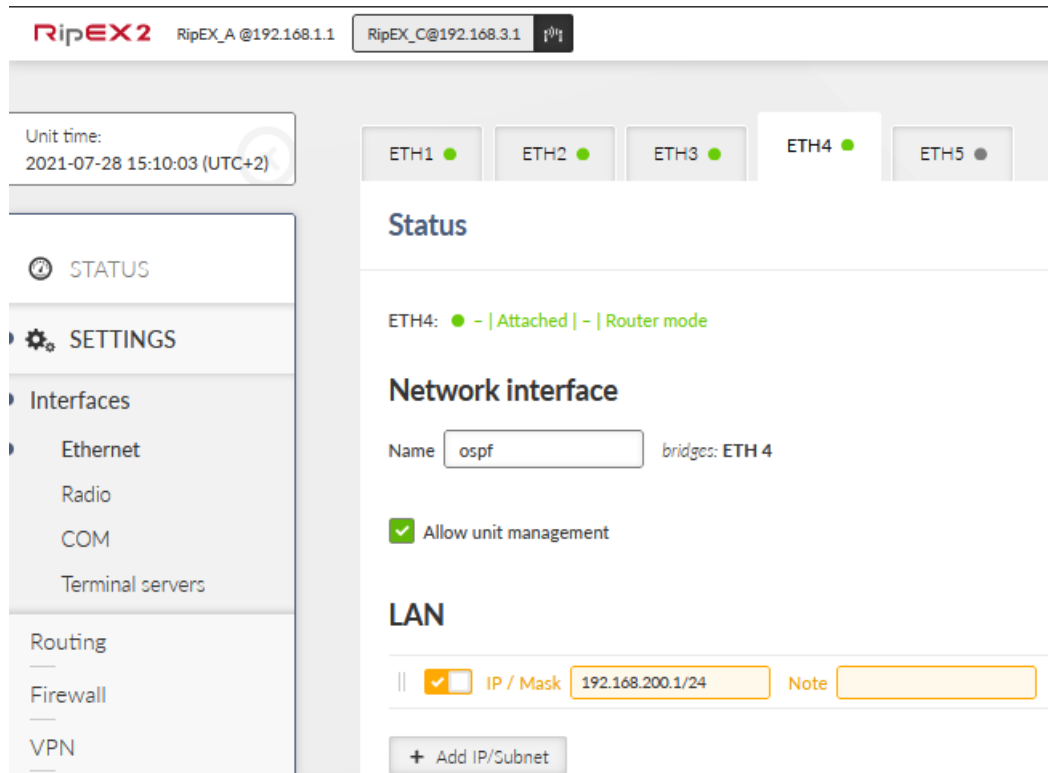 RipEX2 RipEX_A @192.168.1.1 RipEX_C@192.168.3.1
Unit time:
2021-07-28 15:10:03 (UTC+2)
ETH1 ETH2 ETH3 ETH4 ETH5
Status
STATUS
ETH4: – | Attached | – | Router mode
SETTINGS
Network interface
Interfaces
Name ospf bridges: ETH 4
Ethernet
Radio
Allow unit management
COM
Terminal servers
LAN
Routing
IP / Mask 192.168.200.1/24 Note
Firewall
VPN
+ Add IP/Subnet